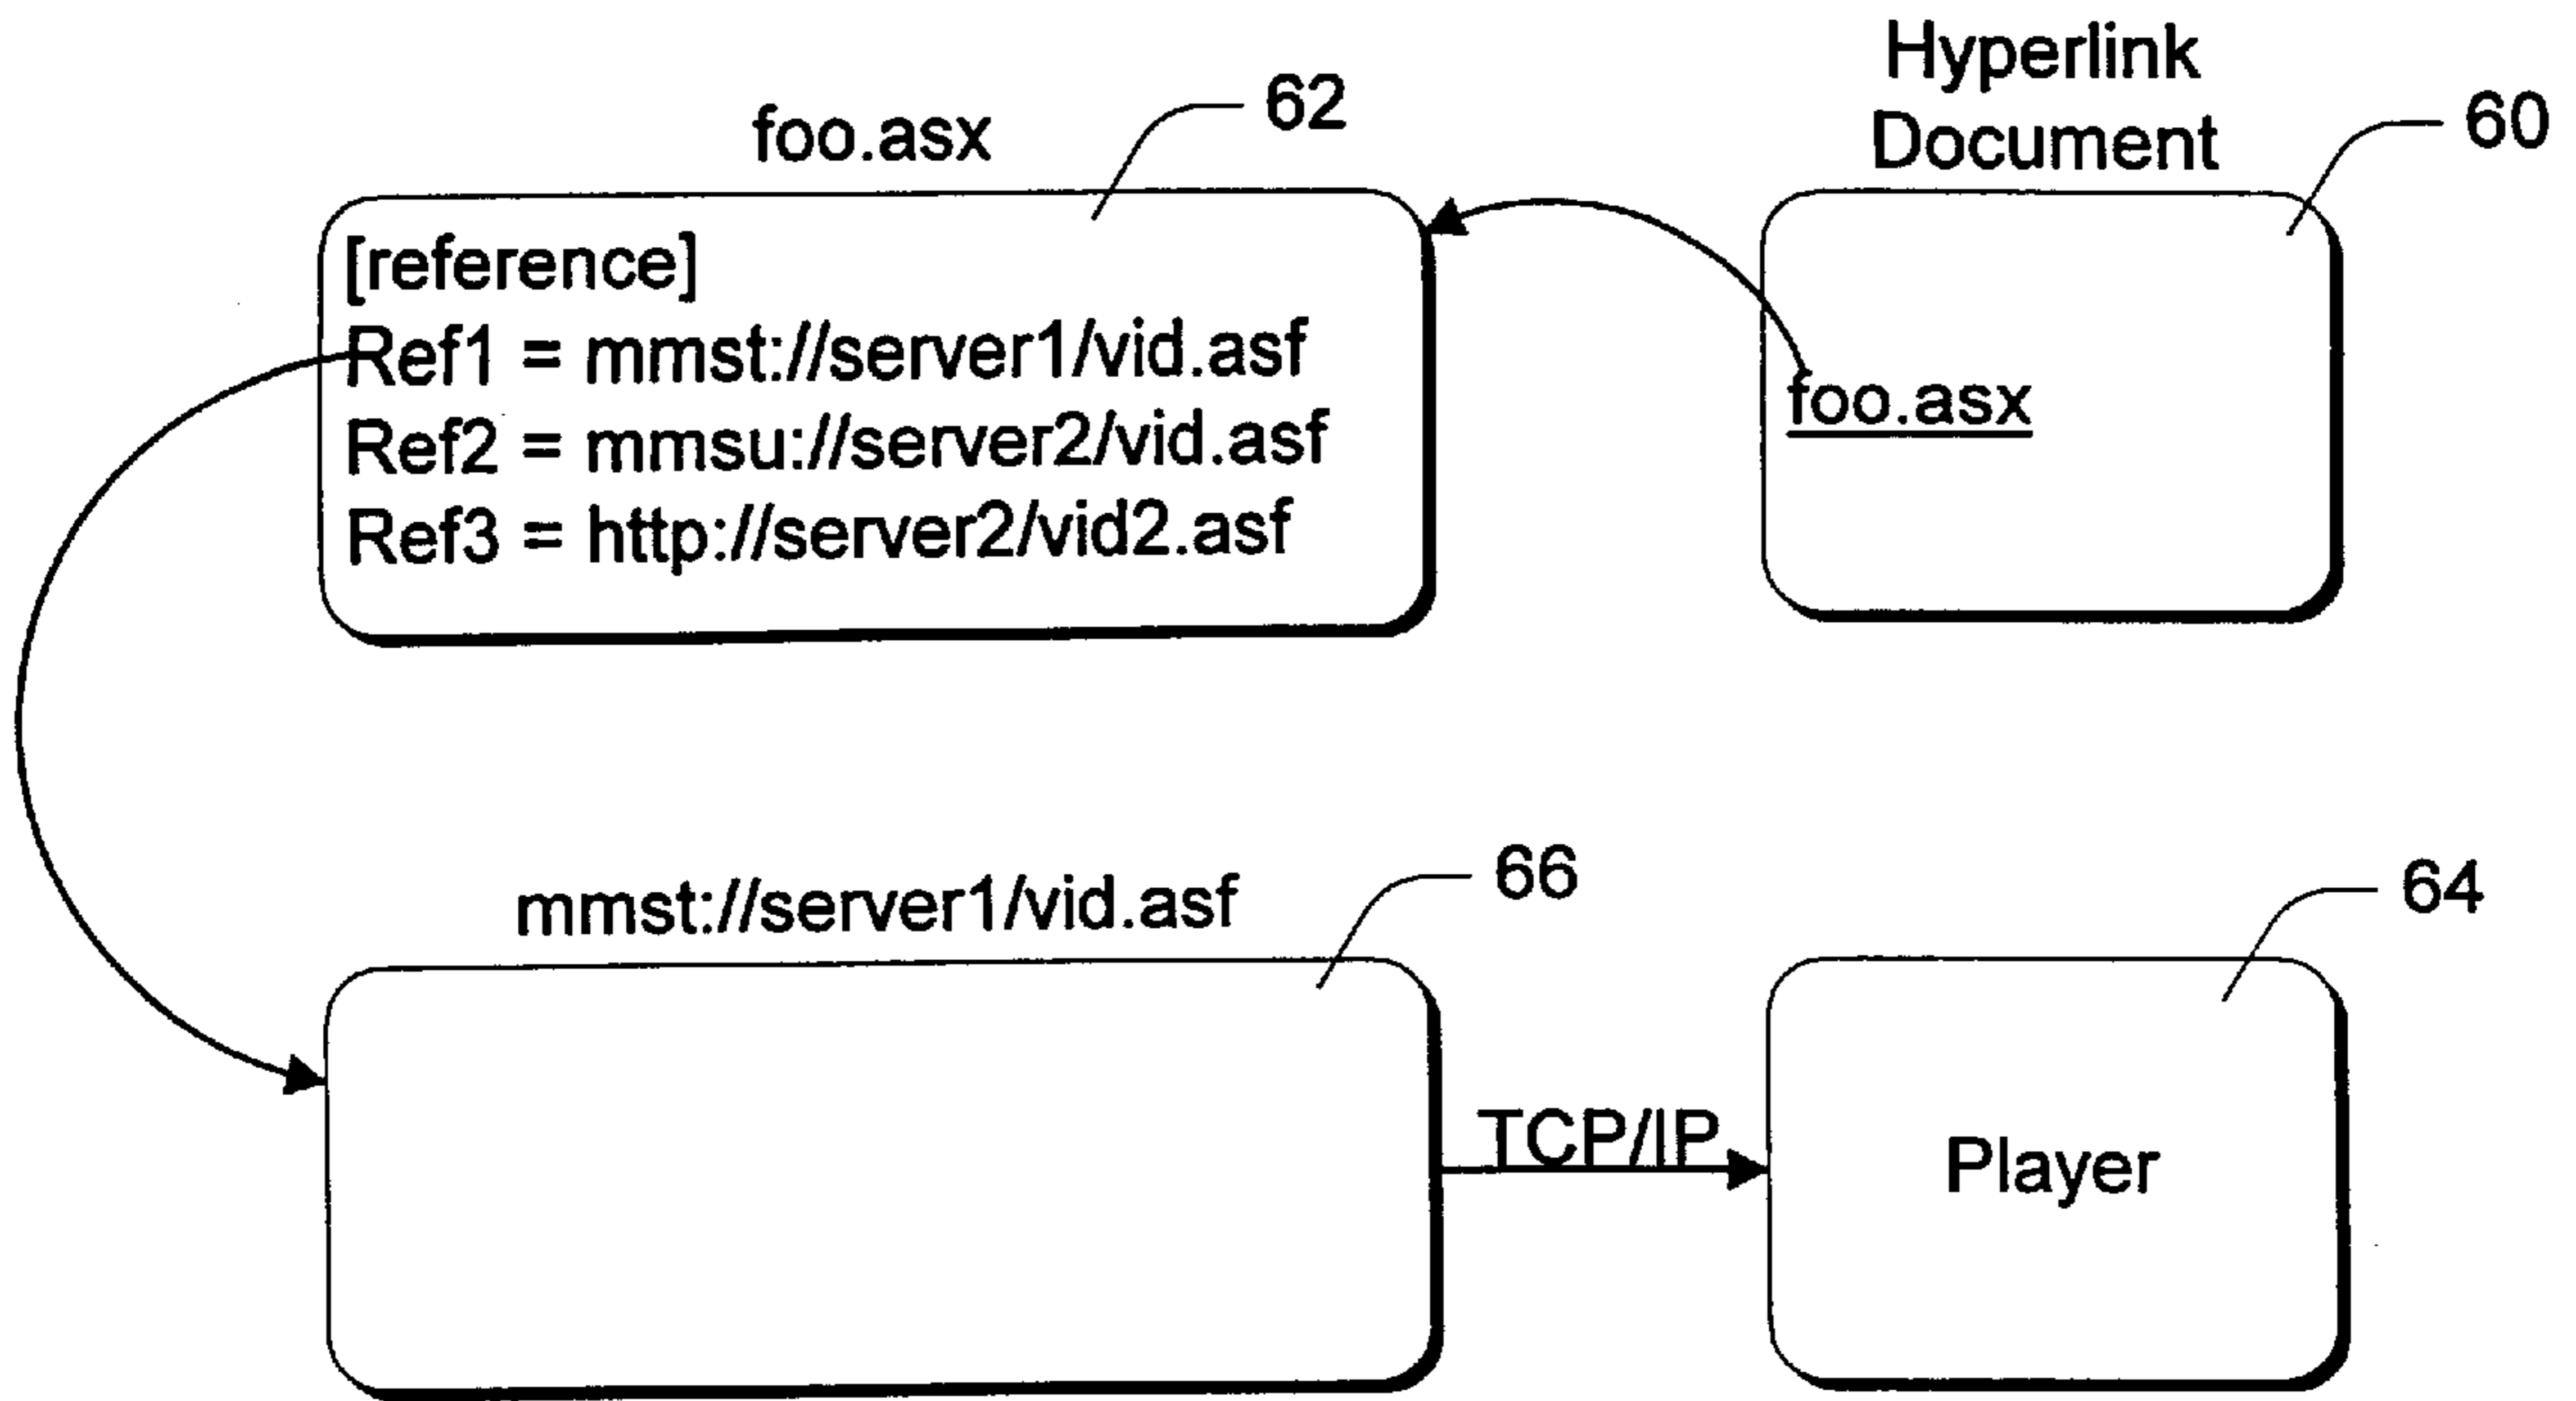 foo.asx
62
[reference]
Ref1 = mmst://server1/vid.asf
Ref2 = mmsu://server2/vid.asf
Ref3 = http://server2/vid2.asf
Hyperlink
Document
60
foo.asx
mmst://server1/vid.asf
66
TCP/IP
64
Player